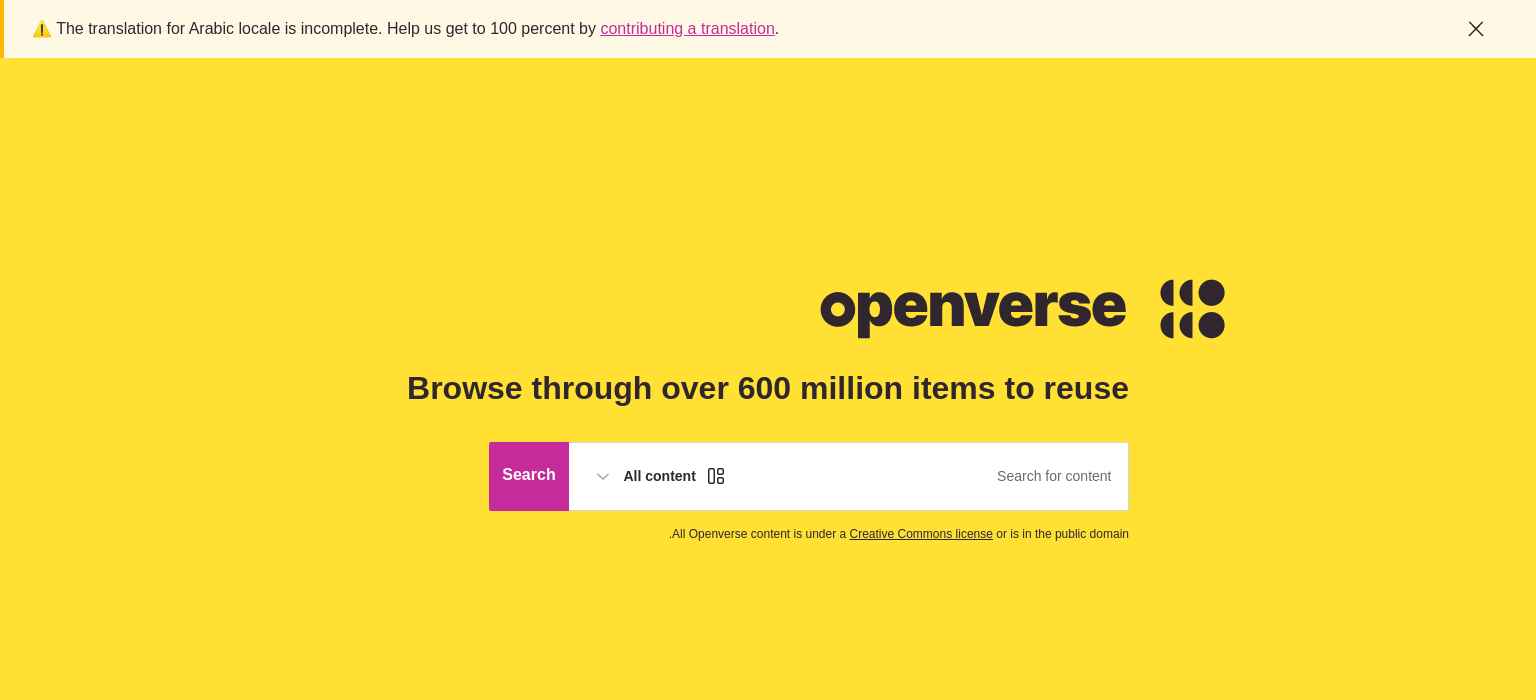 ⚠️ The translation for Arabic locale is incomplete. Help us get to 100 percent by contributing a translation.
openverse
Browse through over 600 million items to reuse
Search
All content
Search for content
.All Openverse content is under a Creative Commons license or is in the public domain